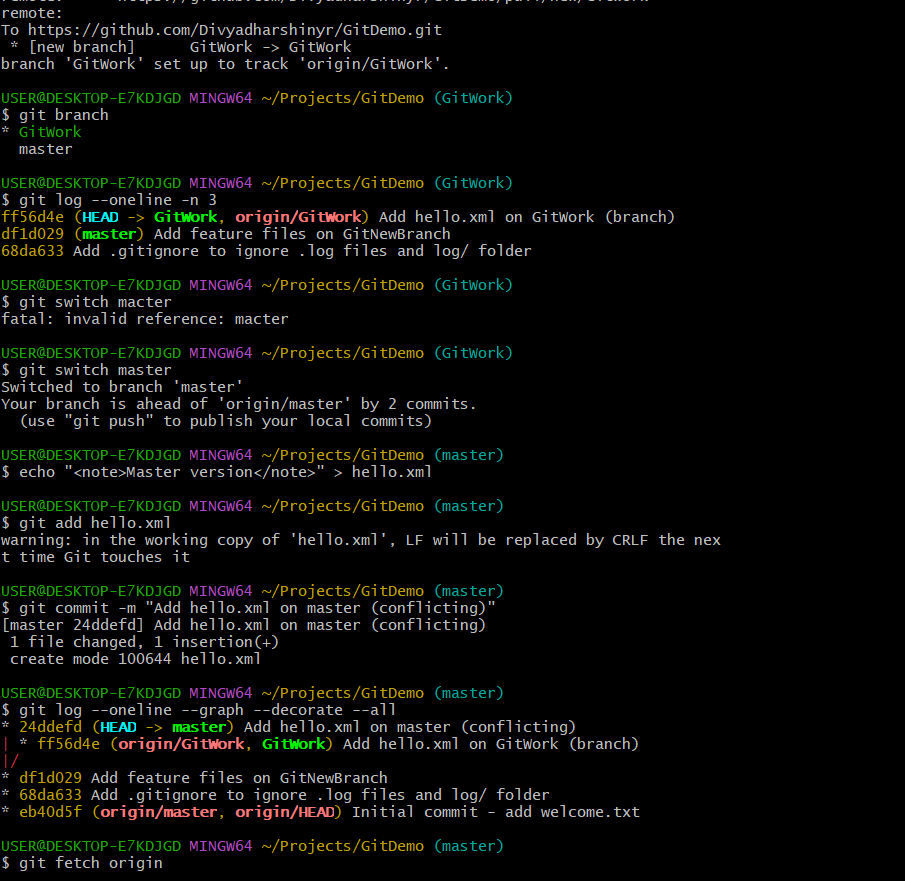 remote:
To https://github.com/Divyadharshinyr/GitDemo.git
 * [new branch]      GitWork -> GitWork
branch 'GitWork' set up to track 'origin/GitWork'.

USER@DESKTOP-E7KDJGD MINGW64 ~/Projects/GitDemo (GitWork)
$ git branch
* GitWork
  master

USER@DESKTOP-E7KDJGD MINGW64 ~/Projects/GitDemo (GitWork)
$ git log --oneline -n 3
ff56d4e (HEAD -> GitWork, origin/GitWork) Add hello.xml on GitWork (branch)
df1d029 (master) Add feature files on GitNewBranch
68da633 Add .gitignore to ignore .log files and log/ folder

USER@DESKTOP-E7KDJGD MINGW64 ~/Projects/GitDemo (GitWork)
$ git switch macter
fatal: invalid reference: macter

USER@DESKTOP-E7KDJGD MINGW64 ~/Projects/GitDemo (GitWork)
$ git switch master
Switched to branch 'master'
Your branch is ahead of 'origin/master' by 2 commits.
  (use "git push" to publish your local commits)

USER@DESKTOP-E7KDJGD MINGW64 ~/Projects/GitDemo (master)
$ echo "<note>Master version</note>" > hello.xml

USER@DESKTOP-E7KDJGD MINGW64 ~/Projects/GitDemo (master)
$ git add hello.xml
warning: in the working copy of 'hello.xml', LF will be replaced by CRLF the nex
t time Git touches it

USER@DESKTOP-E7KDJGD MINGW64 ~/Projects/GitDemo (master)
$ git commit -m "Add hello.xml on master (conflicting)"
[master 24ddefd] Add hello.xml on master (conflicting)
 1 file changed, 1 insertion(+)
 create mode 100644 hello.xml

USER@DESKTOP-E7KDJGD MINGW64 ~/Projects/GitDemo (master)
$ git log --oneline --graph --decorate --all
* 24ddefd (HEAD -> master) Add hello.xml on master (conflicting)
| * ff56d4e (origin/GitWork, GitWork) Add hello.xml on GitWork (branch)
|/
* df1d029 Add feature files on GitNewBranch
* 68da633 Add .gitignore to ignore .log files and log/ folder
* eb40d5f (origin/master, origin/HEAD) Initial commit - add welcome.txt

USER@DESKTOP-E7KDJGD MINGW64 ~/Projects/GitDemo (master)
$ git fetch origin